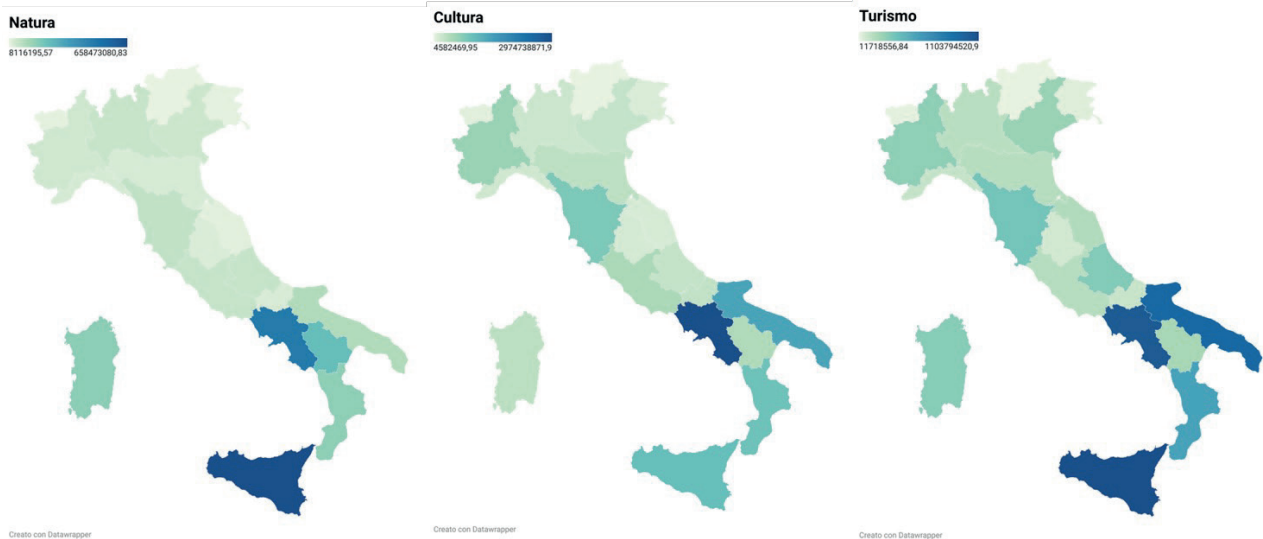 Natura
8116195,57 658473080,83
Creato con Datawrapper
Cultura
4582469,95 2974738871,9
Creato con Datawrapper
Turismo
11718556,84 1103794520,9
Creato con Datawrapper